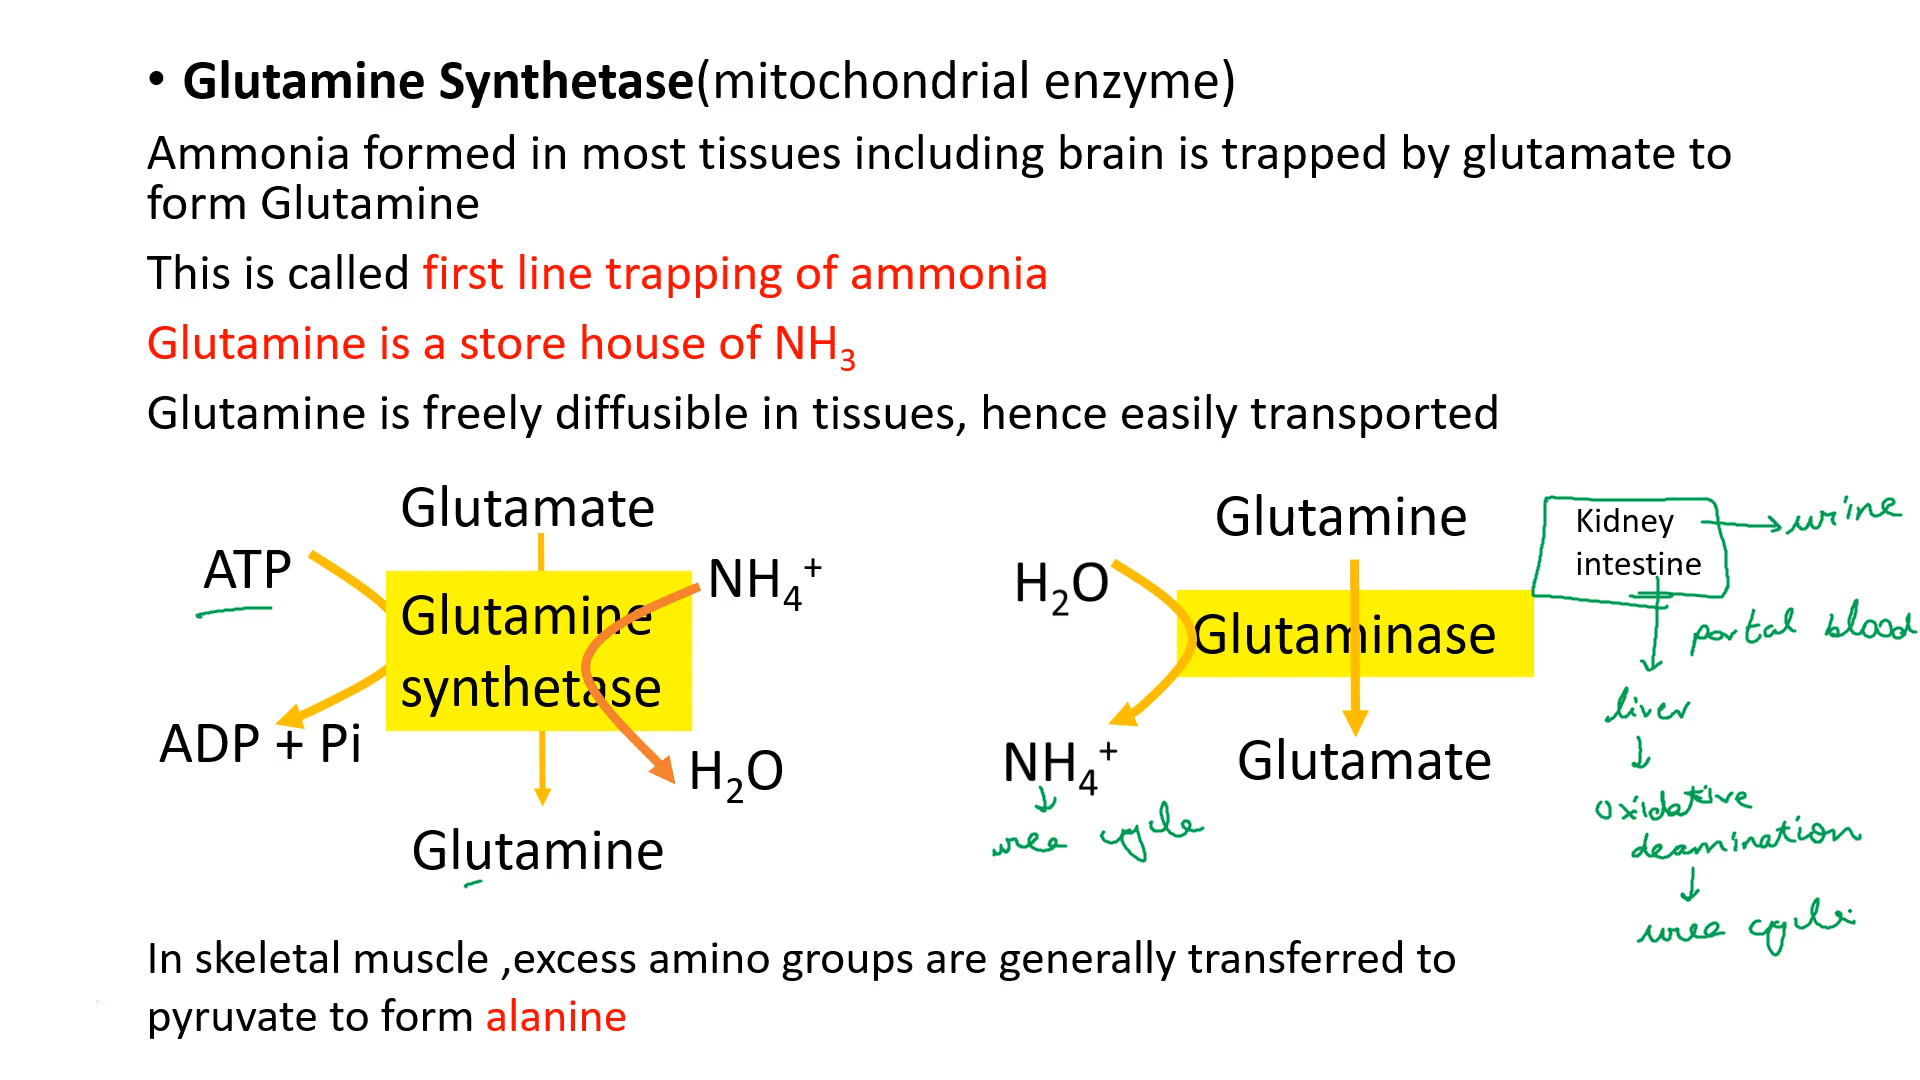 • Glutamine Synthetase(mitochondrial enzyme)
Ammonia formed in most tissues including brain is trapped by glutamate to
form Glutamine
This is called first line trapping of ammonia
Glutamine is a store house of NH₃
Glutamine is freely diffusible in tissues, hence easily transported
Glutamate
ATP
NH₄⁺
Glutamine
synthetase
ADP + Pi
H₂O
Glutamine
Glutamine
H₂O
Glutaminase
NH₄⁺
urea cycle
Glutamate
Kidney
intestine
urine
portal blood
liver
oxidative
deamination
urea cycle
In skeletal muscle ,excess amino groups are generally transferred to
pyruvate to form alanine